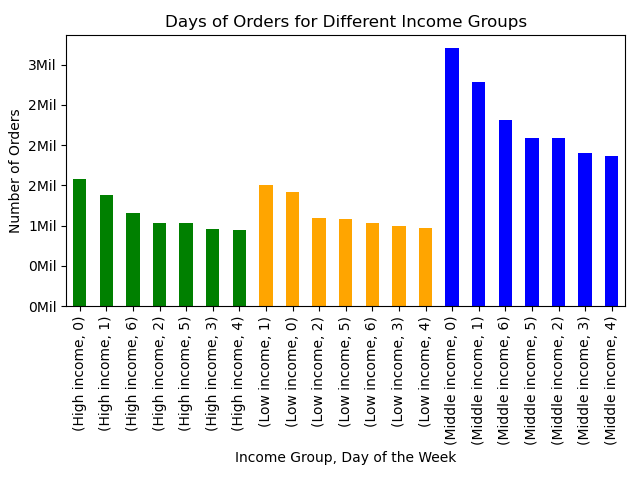 Days of Orders for Different Income Groups
3Mil
2Mil
2Mil
2Mil
1Mil
0Mil
0Mil
Number of Orders
(High income, 0)
(High income, 1)
(High income, 6)
(High income, 2)
(High income, 5)
(High income, 3)
(High income, 4)
(Low income, 1)
(Low income, 0)
(Low income, 2)
(Low income, 5)
(Low income, 6)
(Low income, 3)
(Low income, 4)
(Middle income, 0)
(Middle income, 1)
(Middle income, 6)
(Middle income, 5)
(Middle income, 2)
(Middle income, 3)
(Middle income, 4)
Income Group, Day of the Week